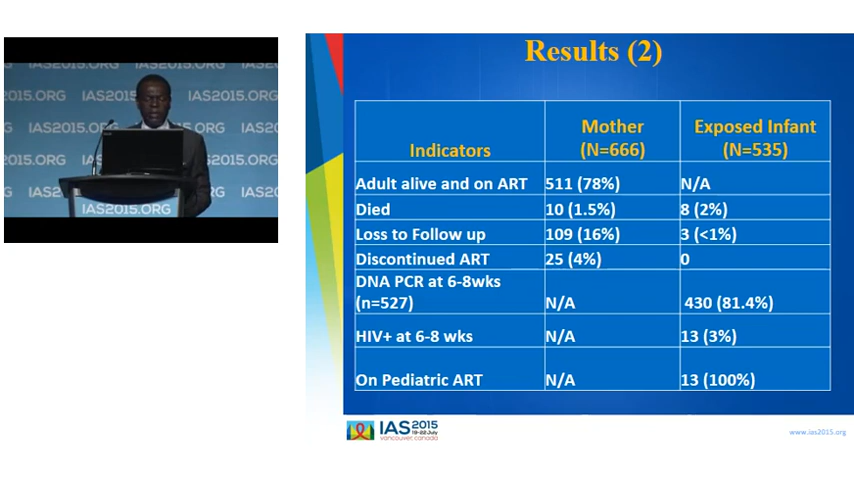 IAS2015.ORG IAS2015.ORG
2015.ORG IAS2015 IAS2015.ORG
IAS2015.ORG
IAS2015.ORG
Results (2)
Indicators
Mother
(N=666)
Exposed Infant
(N=535)
Adult alive and on ART 511 (78%) N/A
Died 10 (1.5%) 8 (2%)
Loss to Follow up 109 (16%) 3 (<1%)
Discontinued ART 25 (4%) 0
DNA PCR at 6-8wks
(n=527) N/A 430 (81.4%)
HIV+ at 6-8 wks N/A 13 (3%)
On Pediatric ART N/A 13 (100%)
IAS 2015
19-22 July
vancouver, canada
www.ias2015.org